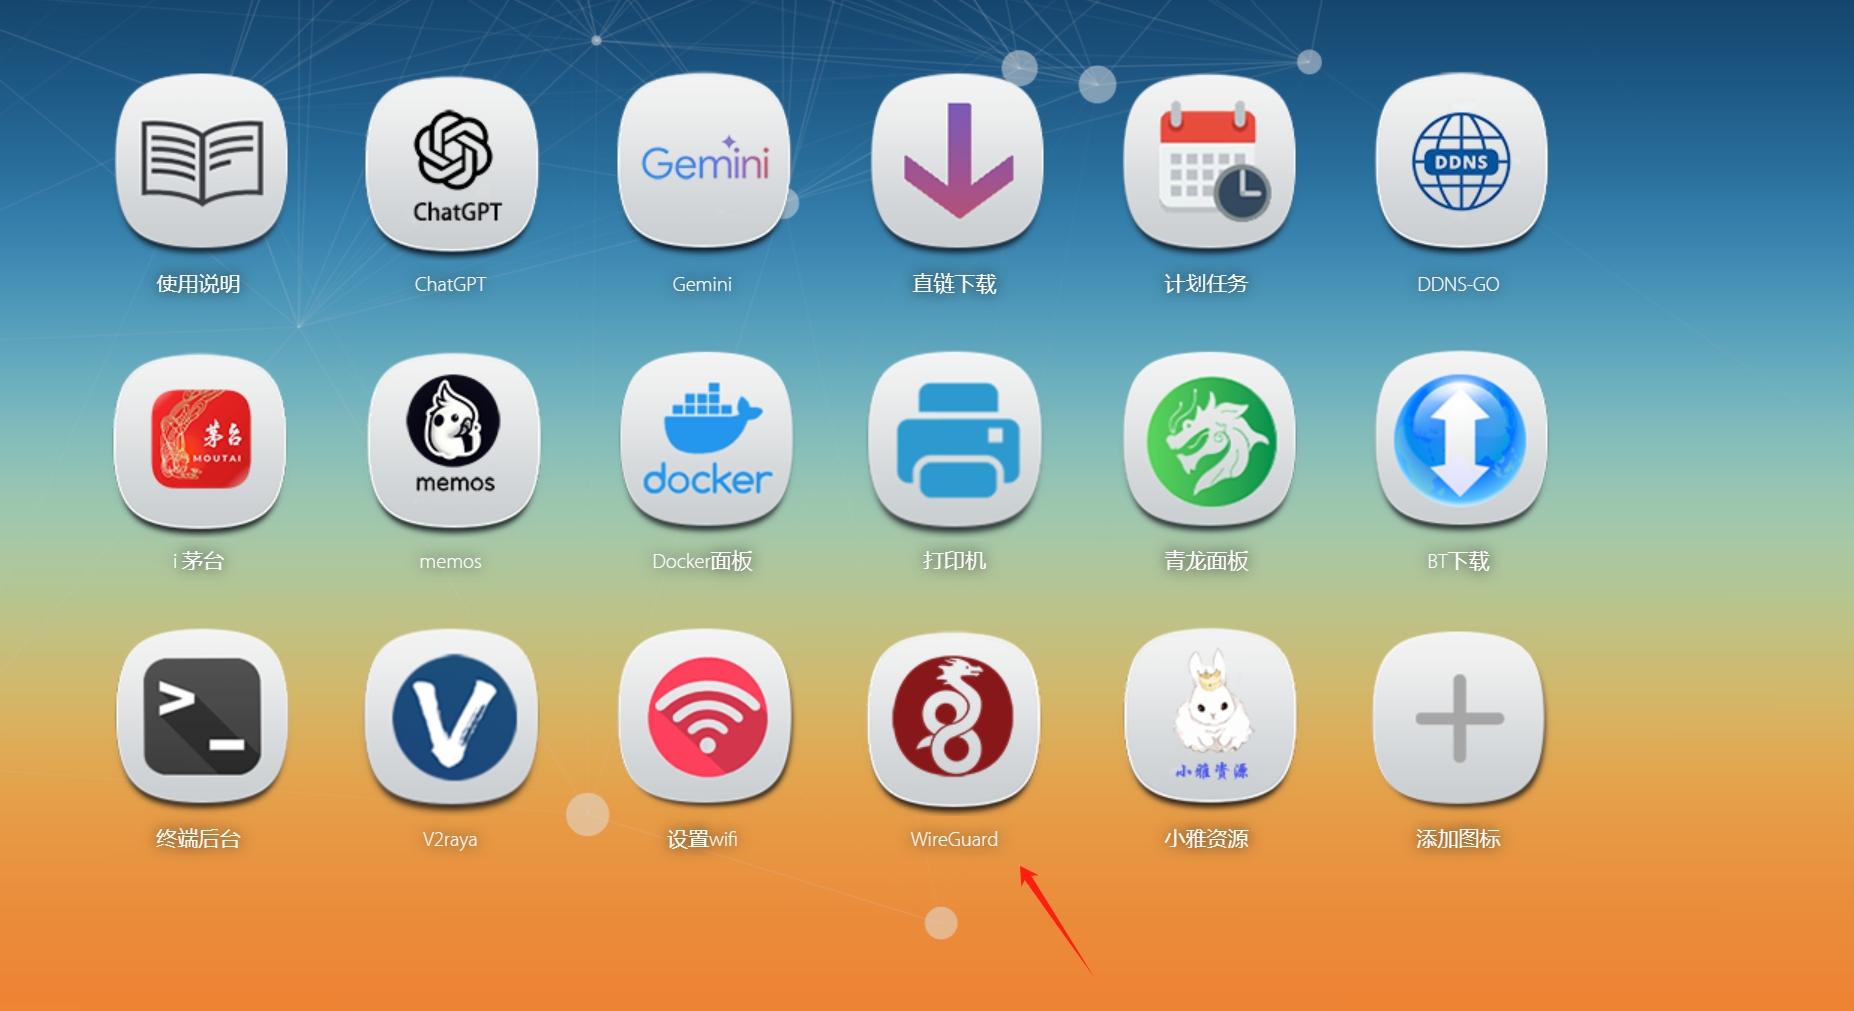 ChatGPT
Gemini
DDNS
使用说明
ChatGPT
Gemini
直链下载
计划任务
DDNS-GO
茅台
MOUTAI
memos
docker
i 茅台
memos
Docker面板
打印机
青龙面板
BT下载
小雅资源
终端后台
V2raya
设置wifi
WireGuard
小雅资源
添加图标